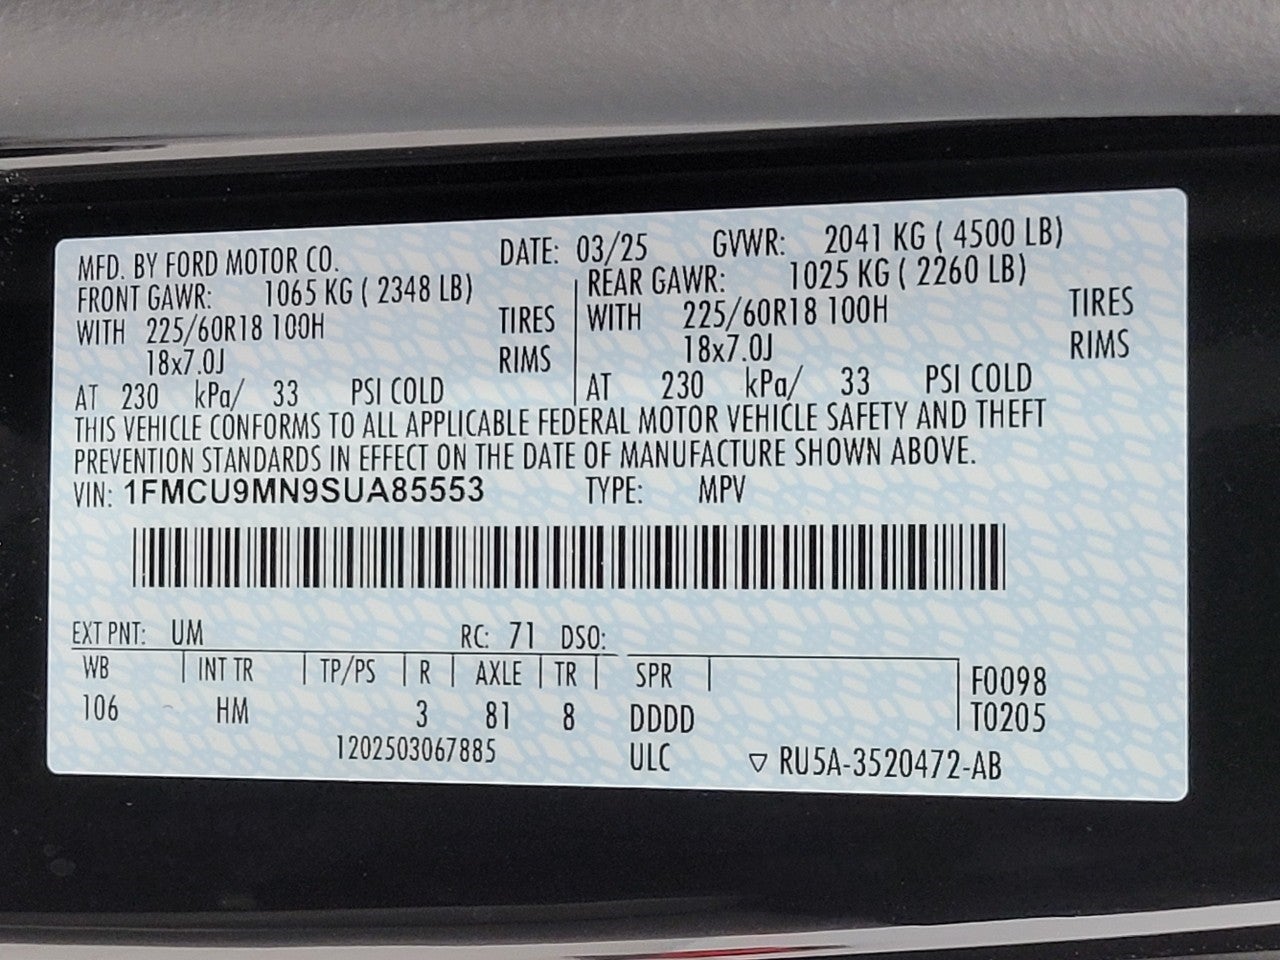 MFD. BY FORD MOTOR CO. DATE: 03/25 GVWR: 2041 KG ( 4500 LB)
FRONT GAWR: 1065 KG ( 2348 LB) REAR GAWR: 1025 KG ( 2260 LB)
WITH 225/60R18 100H TIRES WITH 225/60R18 100H TIRES
18x7.0J RIMS 18x7.0J RIMS
AT 230 kPa/ 33 PSI COLD AT 230 kPa/ 33 PSI COLD
THIS VEHICLE CONFORMS TO ALL APPLICABLE FEDERAL MOTOR VEHICLE SAFETY AND THEFT
PREVENTION STANDARDS IN EFFECT ON THE DATE OF MANUFACTURE SHOWN ABOVE.
VIN: 1FMCU9MN9SUA85553 TYPE: MPV
EXT PNT: UM RC: 71 DSO:
WB INT TR TP/PS R AXLE TR SPR F0098
106 HM 3 81 8 DDDD T0205
1202503067885 ULC ▽ RU5A-3520472-AB